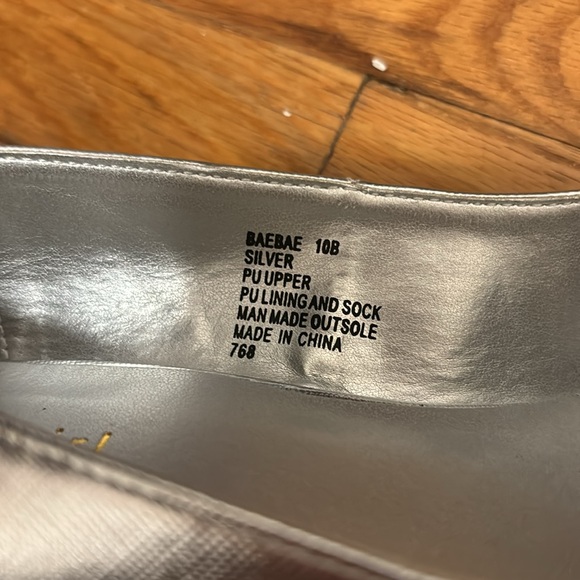 BAEBAE 10B
SILVER
PU UPPER
PU LINING AND SOCK
MAN MADE OUTSOLE
MADE IN CHINA
768